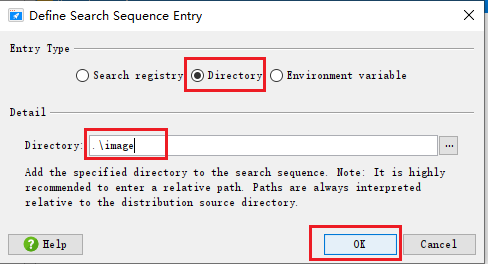 Define Search Sequence Entry
Entry Type
Search registry Directory Environment variable
Detail
Directory: .\image ...
Add the specified directory to the search sequence. Note: It is highly
recommended to enter a relative path. Paths are always interpreted
relative to the distribution source directory.
? Help OK Cancel